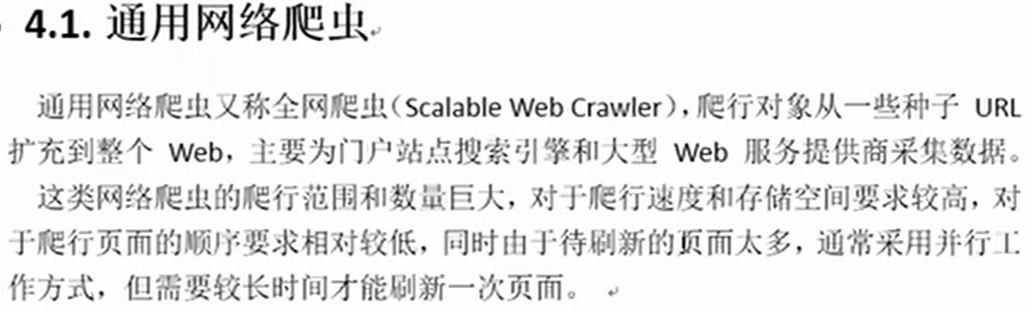 4.1. 通用网络爬虫
通用网络爬虫又称全网爬虫（Scalable Web Crawler），爬行对象从一些种子 URL
扩充到整个 Web，主要为门户站点搜索引擎和大型 Web 服务提供商采集数据。
这类网络爬虫的爬行范围和数量巨大，对于爬行速度和存储空间要求较高，对
于爬行页面的顺序要求相对较低，同时由于待刷新的页面太多，通常采用并行工
作方式，但需要较长时间才能刷新一次页面。